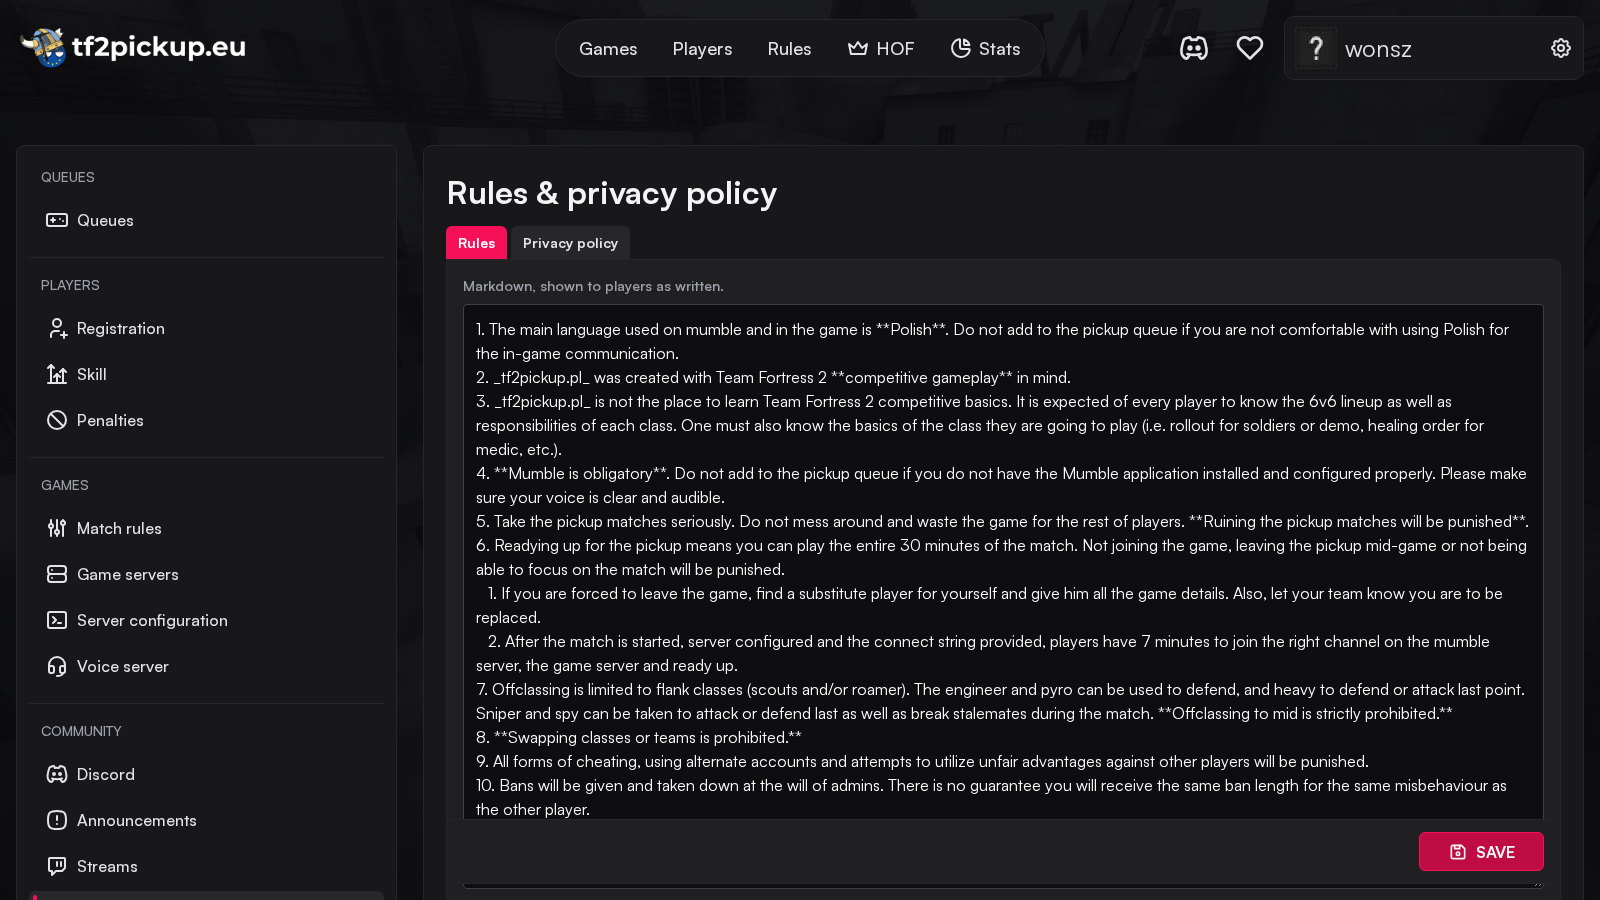 tf2pickup.eu
Games
Players
Rules
HOF
Stats
?
wonsz
QUEUES
Queues
PLAYERS
Registration
Skill
Penalties
GAMES
Match rules
Game servers
Server configuration
Voice server
COMMUNITY
Discord
Announcements
Streams
Rules & privacy policy
Rules
Privacy policy
Markdown, shown to players as written.
1. The main language used on mumble and in the game is **Polish**. Do not add to the pickup queue if you are not comfortable with using Polish for
the in-game communication.
2. _tf2pickup.pl_ was created with Team Fortress 2 **competitive gameplay** in mind.
3. _tf2pickup.pl_ is not the place to learn Team Fortress 2 competitive basics. It is expected of every player to know the 6v6 lineup as well as
responsibilities of each class. One must also know the basics of the class they are going to play (i.e. rollout for soldiers or demo, healing order for
medic, etc.).
4. **Mumble is obligatory**. Do not add to the pickup queue if you do not have the Mumble application installed and configured properly. Please make
sure your voice is clear and audible.
5. Take the pickup matches seriously. Do not mess around and waste the game for the rest of players. **Ruining the pickup matches will be punished**.
6. Readying up for the pickup means you can play the entire 30 minutes of the match. Not joining the game, leaving the pickup mid-game or not being
able to focus on the match will be punished.
1. If you are forced to leave the game, find a substitute player for yourself and give him all the game details. Also, let your team know you are to be
replaced.
2. After the match is started, server configured and the connect string provided, players have 7 minutes to join the right channel on the mumble
server, the game server and ready up.
7. Offclassing is limited to flank classes (scouts and/or roamer). The engineer and pyro can be used to defend, and heavy to defend or attack last point.
Sniper and spy can be taken to attack or defend last as well as break stalemates during the match. **Offclassing to mid is strictly prohibited.**
8. **Swapping classes or teams is prohibited.**
9. All forms of cheating, using alternate accounts and attempts to utilize unfair advantages against other players will be punished.
10. Bans will be given and taken down at the will of admins. There is no guarantee you will receive the same ban length for the same misbehaviour as
the other player.
SAVE